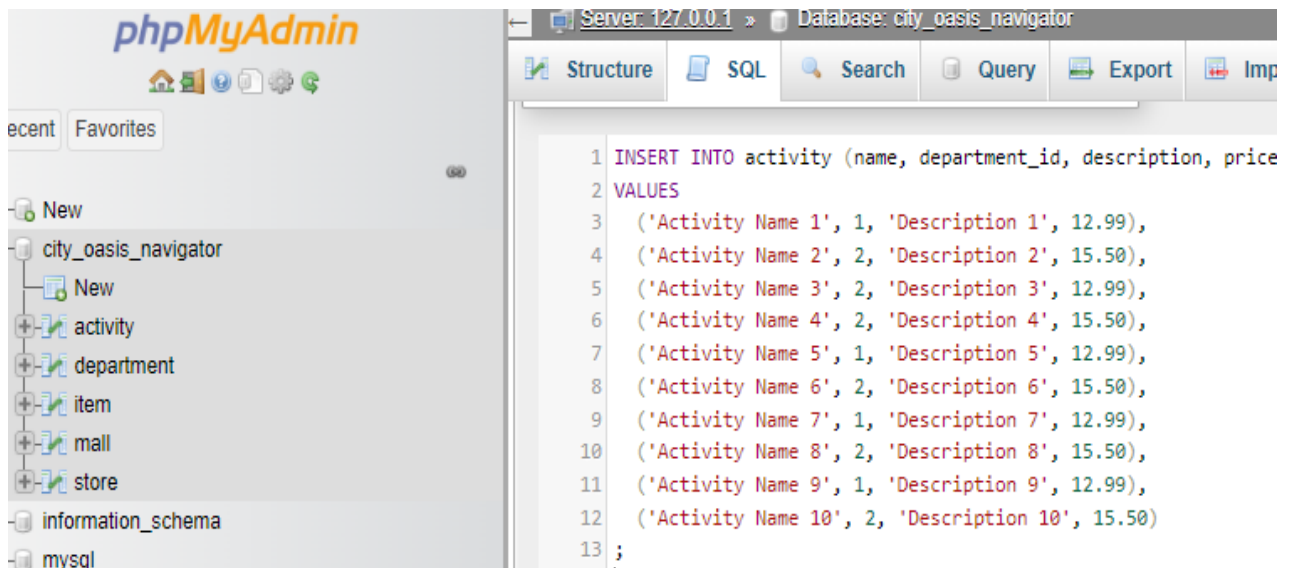 phpMyAdmin
ecent Favorites
New
city_oasis_navigator
New
activity
department
item
mall
store
information_schema
mysql
Server: 127.0.0.1 » Database: city_oasis_navigator
Structure SQL Search Query Export Imp
1 INSERT INTO activity (name, department_id, description, price
2 VALUES
3 ('Activity Name 1', 1, 'Description 1', 12.99),
4 ('Activity Name 2', 2, 'Description 2', 15.50),
5 ('Activity Name 3', 2, 'Description 3', 12.99),
6 ('Activity Name 4', 2, 'Description 4', 15.50),
7 ('Activity Name 5', 1, 'Description 5', 12.99),
8 ('Activity Name 6', 2, 'Description 6', 15.50),
9 ('Activity Name 7', 1, 'Description 7', 12.99),
10 ('Activity Name 8', 2, 'Description 8', 15.50),
11 ('Activity Name 9', 1, 'Description 9', 12.99),
12 ('Activity Name 10', 2, 'Description 10', 15.50)
13 ;